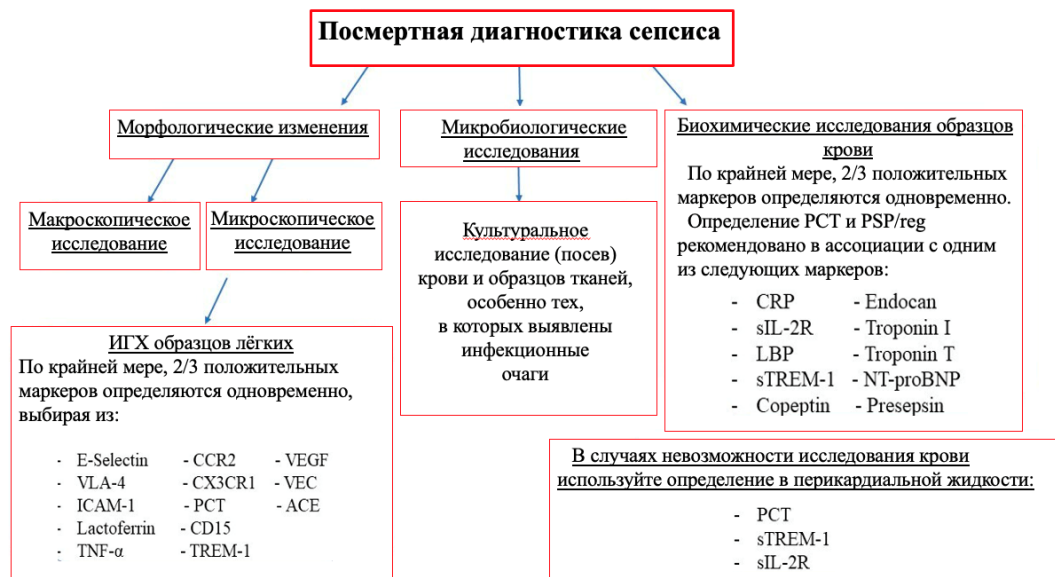 Посмертная диагностика сепсиса
Морфологические изменения
Макроскопическое
исследование
Микроскопическое
исследование
ИГХ образцов лёгких
По крайней мере, 2/3 положительных
маркеров определяются одновременно,
выбирая из:
- E-Selectin - CCR2 - VEGF
- VLA-4 - CX3CR1 - VEC
- ICAM-1 - PCT - ACE
- Lactoferrin - CD15
- TNF-α - TREM-1
Микробиологические
исследования
Культуральное
исследование (посев)
крови и образцов тканей,
особенно тех,
в которых выявлены
инфекционные
очаги
Биохимические исследования образцов
крови
По крайней мере, 2/3 положительных
маркеров определяются одновременно.
Определение PCT и PSP/reg
рекомендовано в ассоциации с одним
из следующих маркеров:
- CRP - Endocan
- sIL-2R - Troponin I
- LBP - Troponin T
- sTREM-1 - NT-proBNP
- Copeptin - Presepsin
В случаях невозможности исследования крови
используйте определение в перикардиальной жидкости:
- PCT
- sTREM-1
- sIL-2R